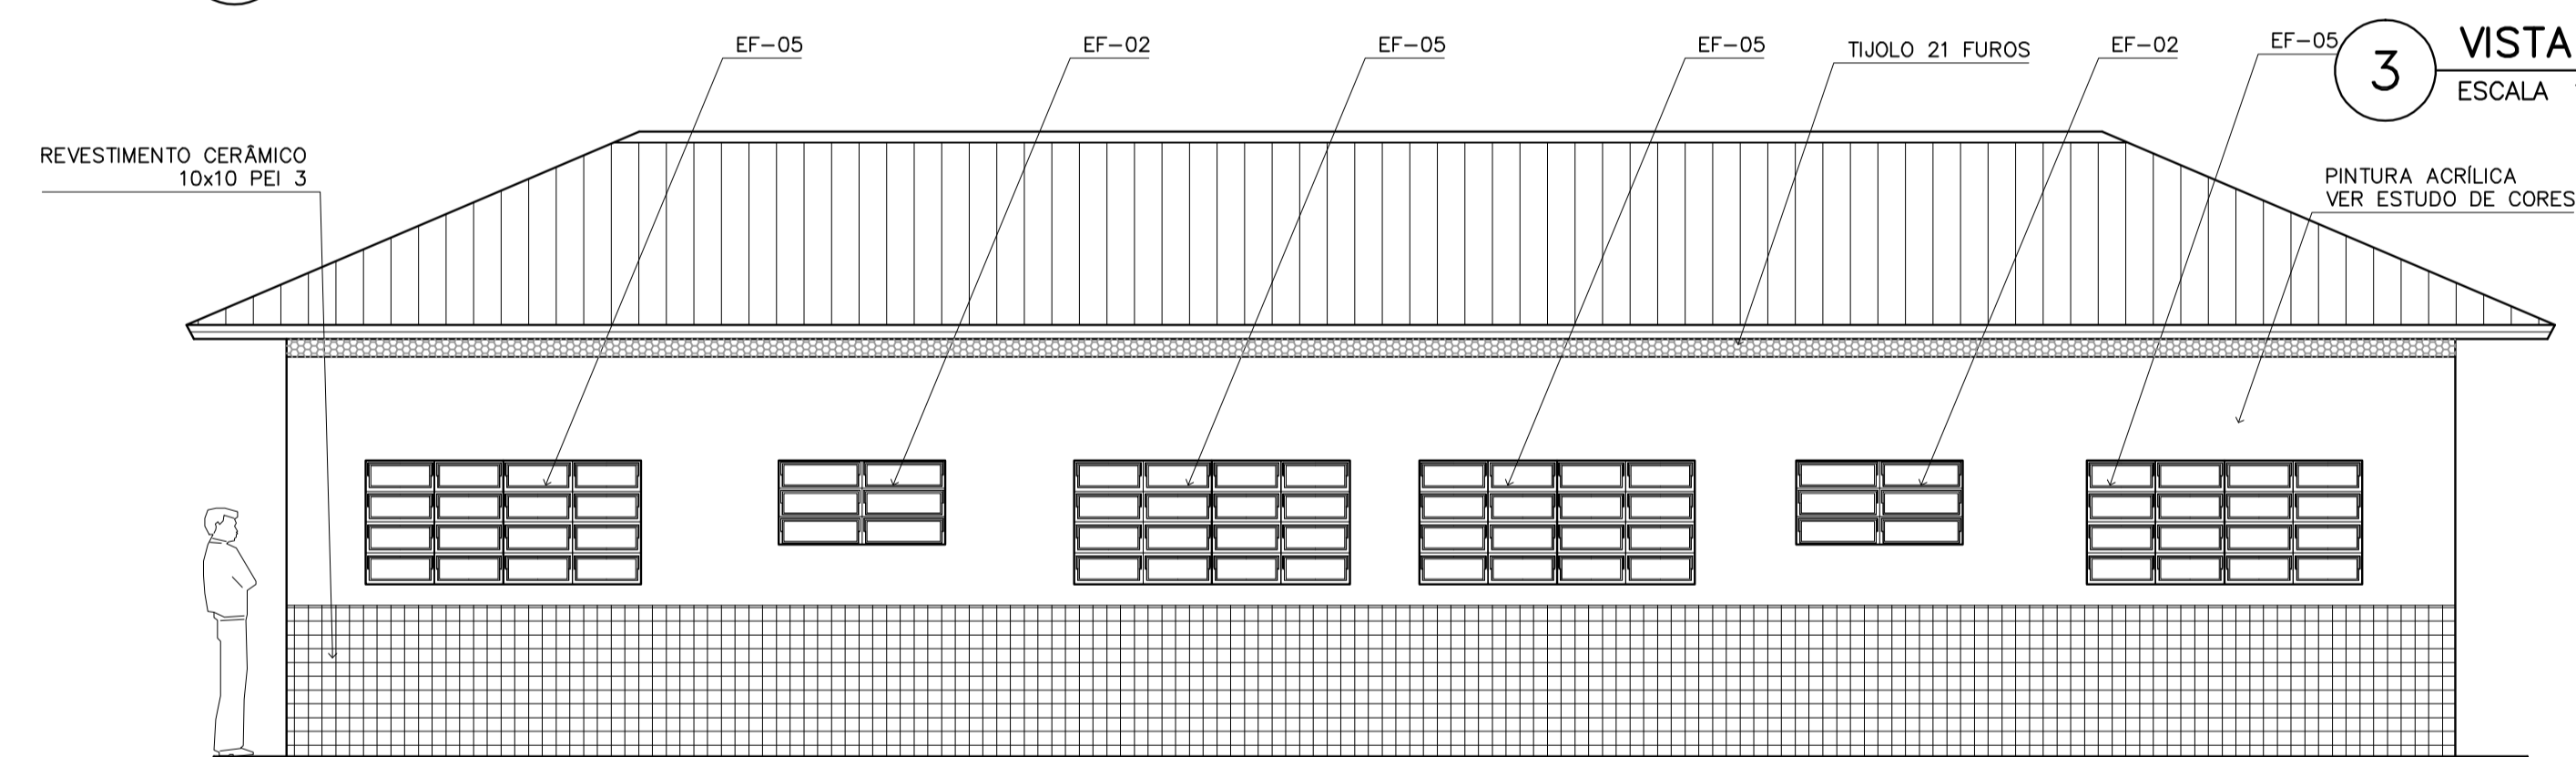 EF-05
EF-02
EF-05
EF-05
TIJOLO 21 FUROS
EF-02
EF-05
3
VISTA
ESCALA
REVESTIMENTO CERÂMICO
10x10 PEI 3
PINTURA ACRÍLICA
VER ESTUDO DE CORES